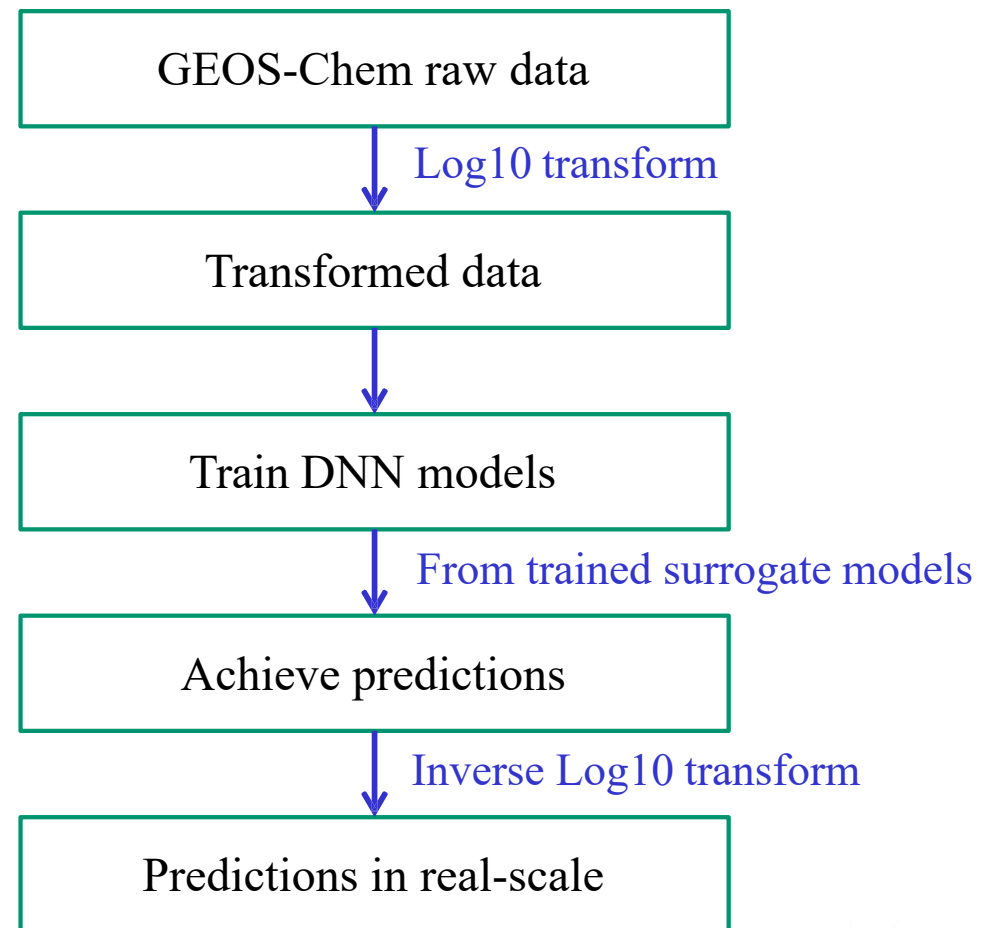 GEOS-Chem raw data
Log10 transform
Transformed data
Train DNN models
From trained surrogate models
Achieve predictions
Inverse Log10 transform
Predictions in real-scale